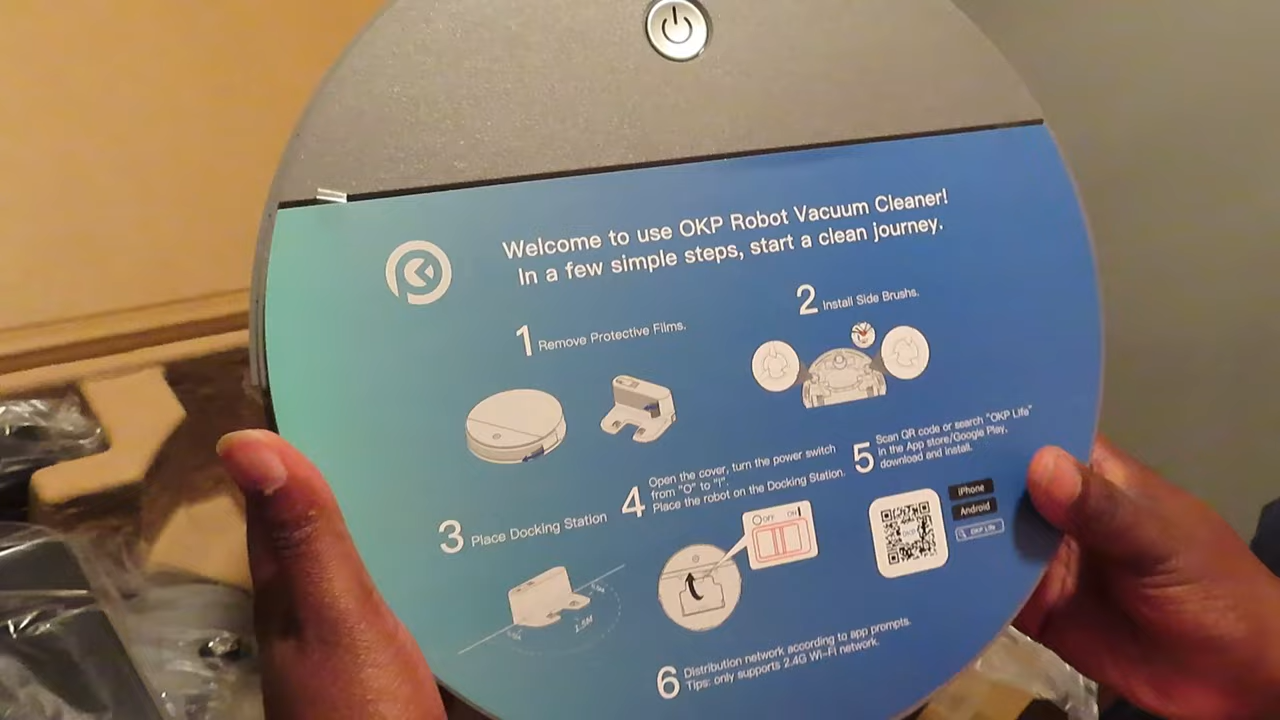 Welcome to use OKP Robot Vacuum Cleaner!
In a few simple steps, start a clean journey.
1 Remove Protective Films.
2 Install Side Brushs.
3 Place Docking Station
1.5M
4 Open the cover, turn the power switch
from "O" to "I".
Place the robot on the Docking Station.
OFF ON
5 Scan QR code or search "OKP Life"
in the App store/Google Play,
download and install.
iPhone
Android
OKP Life
6 Distribution network according to app prompts.
Tips: only supports 2.4G Wi-Fi network.